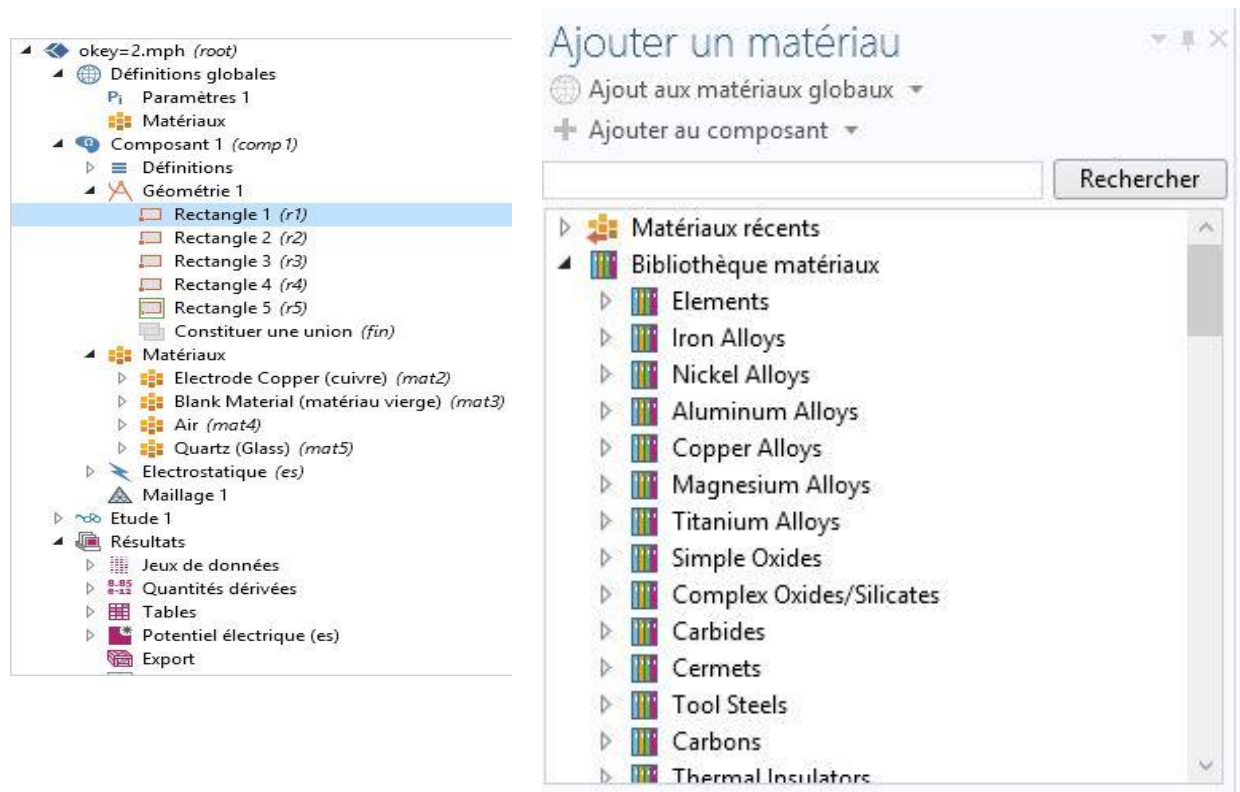 okey=2.mph (root)
Définitions globales
Pi Paramètres 1
Matériaux
Composant 1 (comp1)
Définitions
Géométrie 1
Rectangle 1 (r1)
Rectangle 2 (r2)
Rectangle 3 (r3)
Rectangle 4 (r4)
Rectangle 5 (r5)
Constituer une union (fin)
Matériaux
Electrode Copper (cuivre) (mat2)
Blank Material (matériau vierge) (mat3)
Air (mat4)
Quartz (Glass) (mat5)
Electrostatique (es)
Maillage 1
Etude 1
Résultats
Jeux de données
8.85 e-12 Quantités dérivées
Tables
Potentiel électrique (es)
Export
Ajouter un matériau
Ajout aux matériaux globaux
Ajouter au composant
Rechercher
Matériaux récents
Bibliothèque matériaux
Elements
Iron Alloys
Nickel Alloys
Aluminum Alloys
Copper Alloys
Magnesium Alloys
Titanium Alloys
Simple Oxides
Complex Oxides/Silicates
Carbides
Cermets
Tool Steels
Carbons
Thermal Insulators